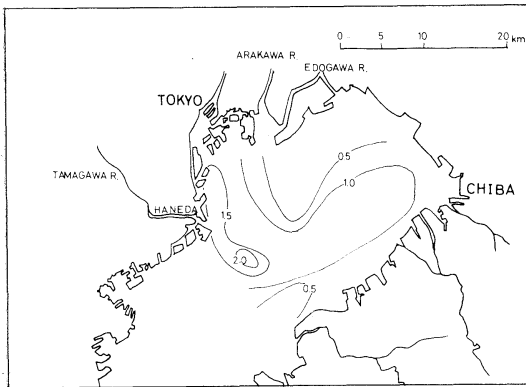 0 5 10 20 km
ARAKAWA R.
EDOGAWA R.
TOKYO
TAMAGAWA R.
HANEDA
CHIBA
0.5
1.0
1.5
2.0
0.5